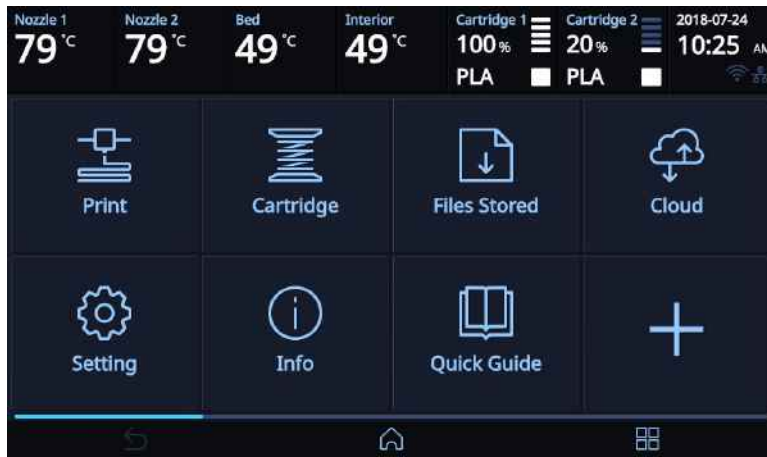 Nozzle 1 Nozzle 2 Bed Interior Cartridge 1 Cartridge 2 2018-07-24
79°C 79°C 49°C 49°C 100% 20% 10:25 AM
PLA PLA
Print Cartridge Files Stored Cloud
Setting Info Quick Guide